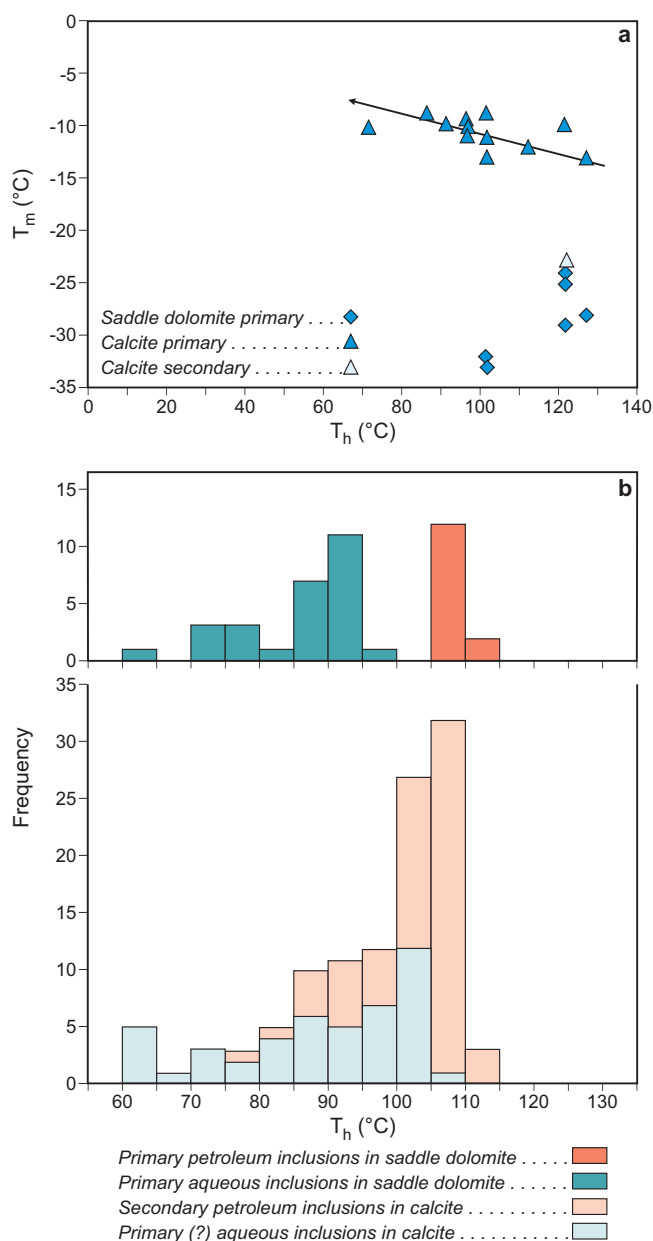 a
0
-5
-10
-15
-20
-25
-30
-35
Tm (°C)
Saddle dolomite primary . . . .
Calcite primary . . . . . . . . . . .
Calcite secondary . . . . . . . . .
0 20 40 60 80 100 120 140
Th (°C)
b
15
10
5
0
35
30
25
20
15
10
5
0
Frequency
60 70 80 90 100 110 120 130
Th (°C)
Primary petroleum inclusions in saddle dolomite . . . . .
Primary aqueous inclusions in saddle dolomite . . . . . .
Secondary petroleum inclusions in calcite . . . . . . . . . .
Primary (?) aqueous inclusions in calcite . . . . . . . . . . .